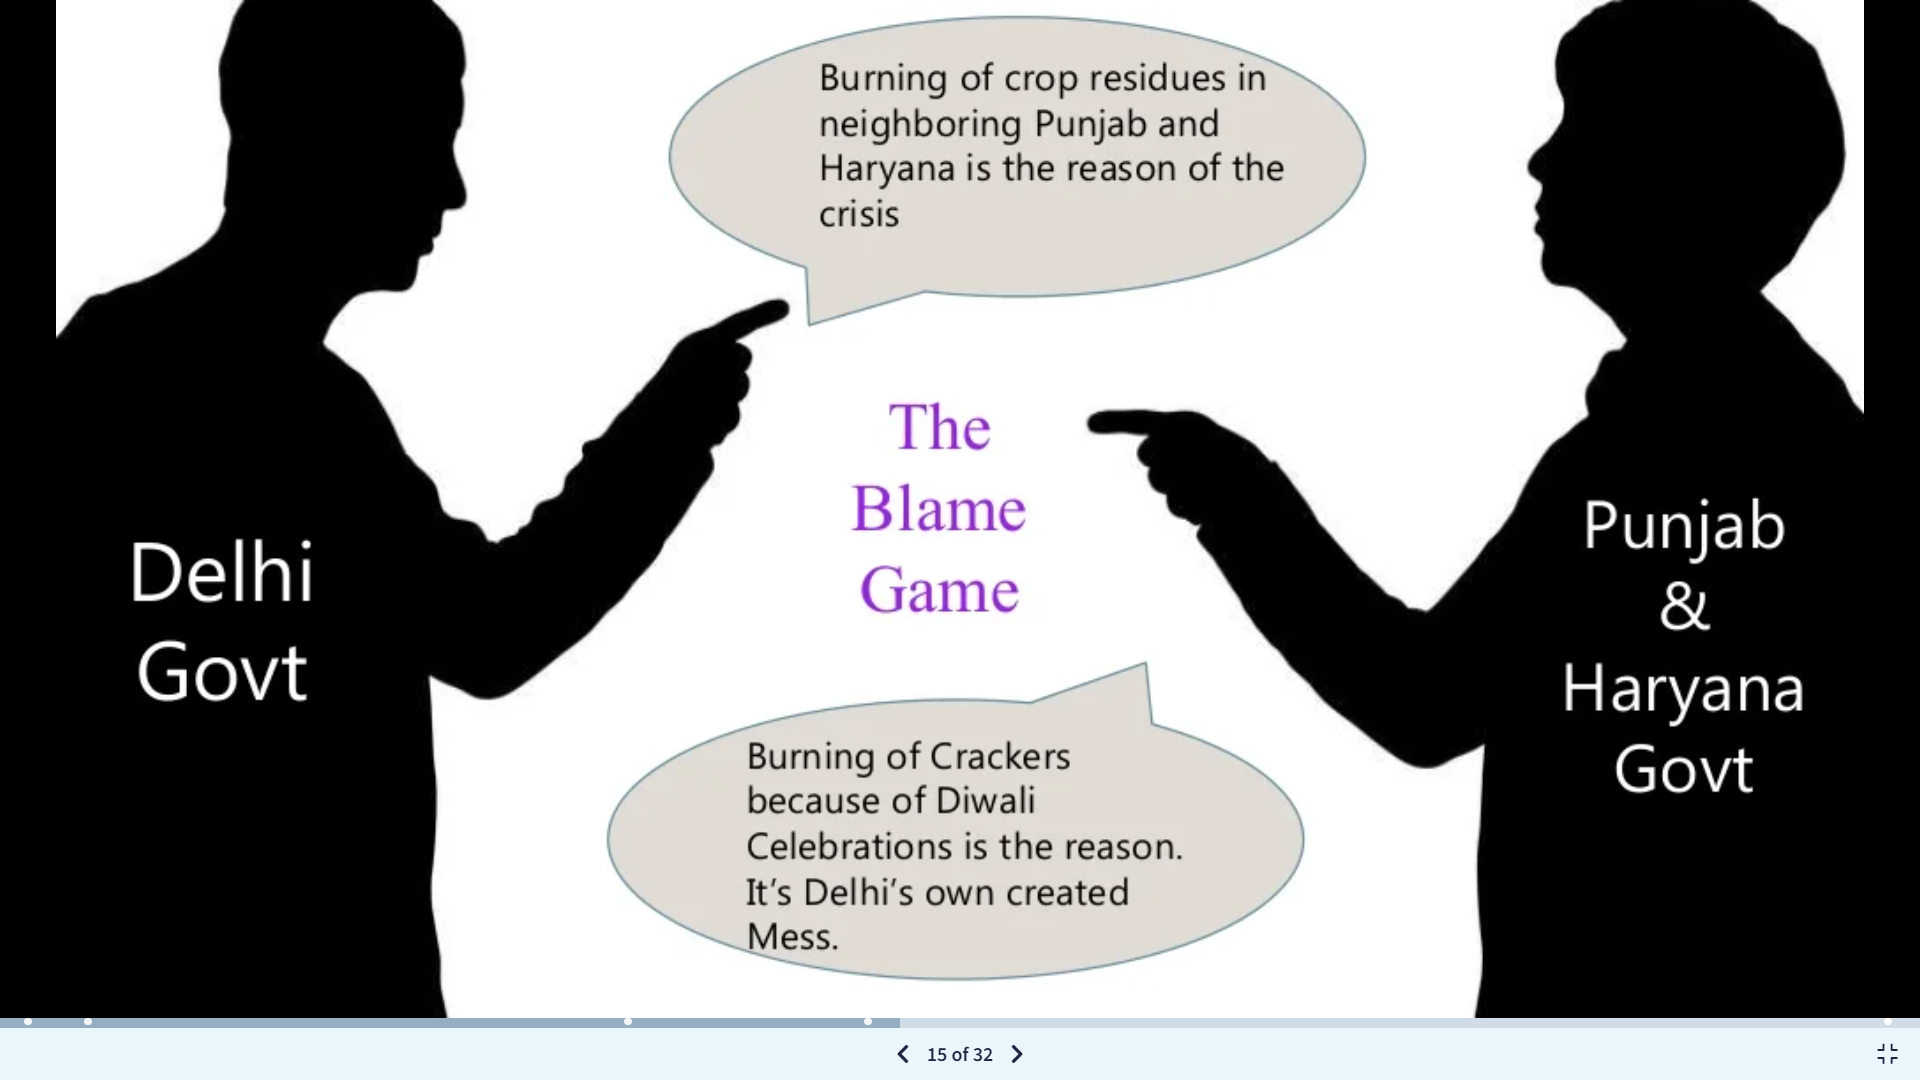 Burning of crop residues in
neighboring Punjab and
Haryana is the reason of the
crisis
The
Blame
Game
Delhi
Govt
Punjab
&
Haryana
Govt
Burning of Crackers
because of Diwali
Celebrations is the reason.
It’s Delhi’s own created
Mess.
15 of 32